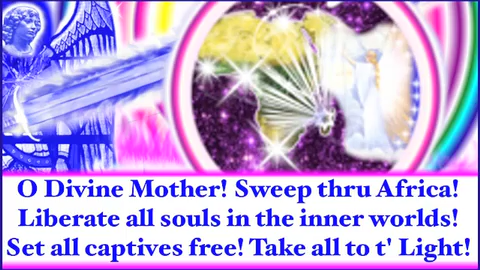 O Divine Mother! Sweep thru Africa!
Liberate all souls in the inner worlds!
Set all captives free! Take all to t' Light!